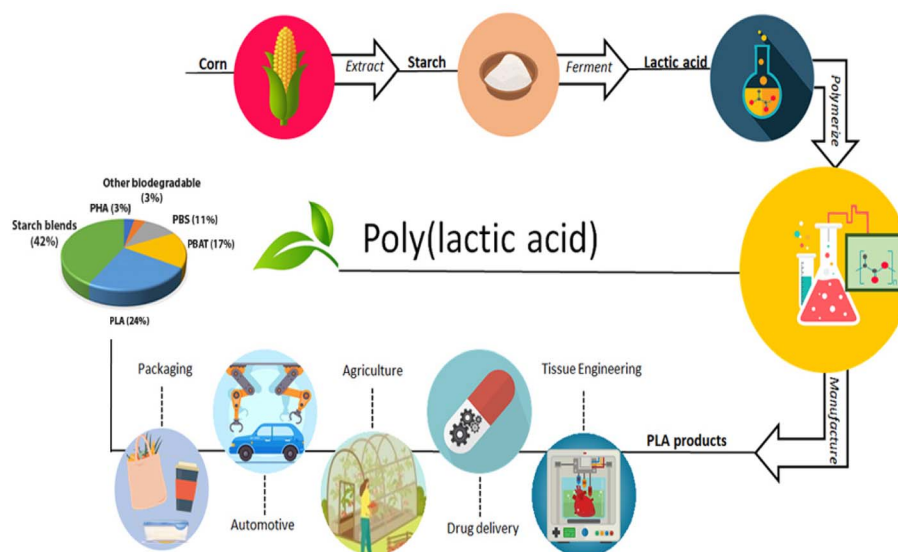 Corn
Extract
Starch
Ferment
Lactic acid
Polymerize
Other biodegradable
(3%)
PHA (3%)
PBS (11%)
Starch blends
(42%)
PBAT (17%)
PLA (24%)
Poly(lactic acid)
Manufacture
Packaging
Agriculture
Tissue Engineering
PLA products
Automotive
Drug delivery